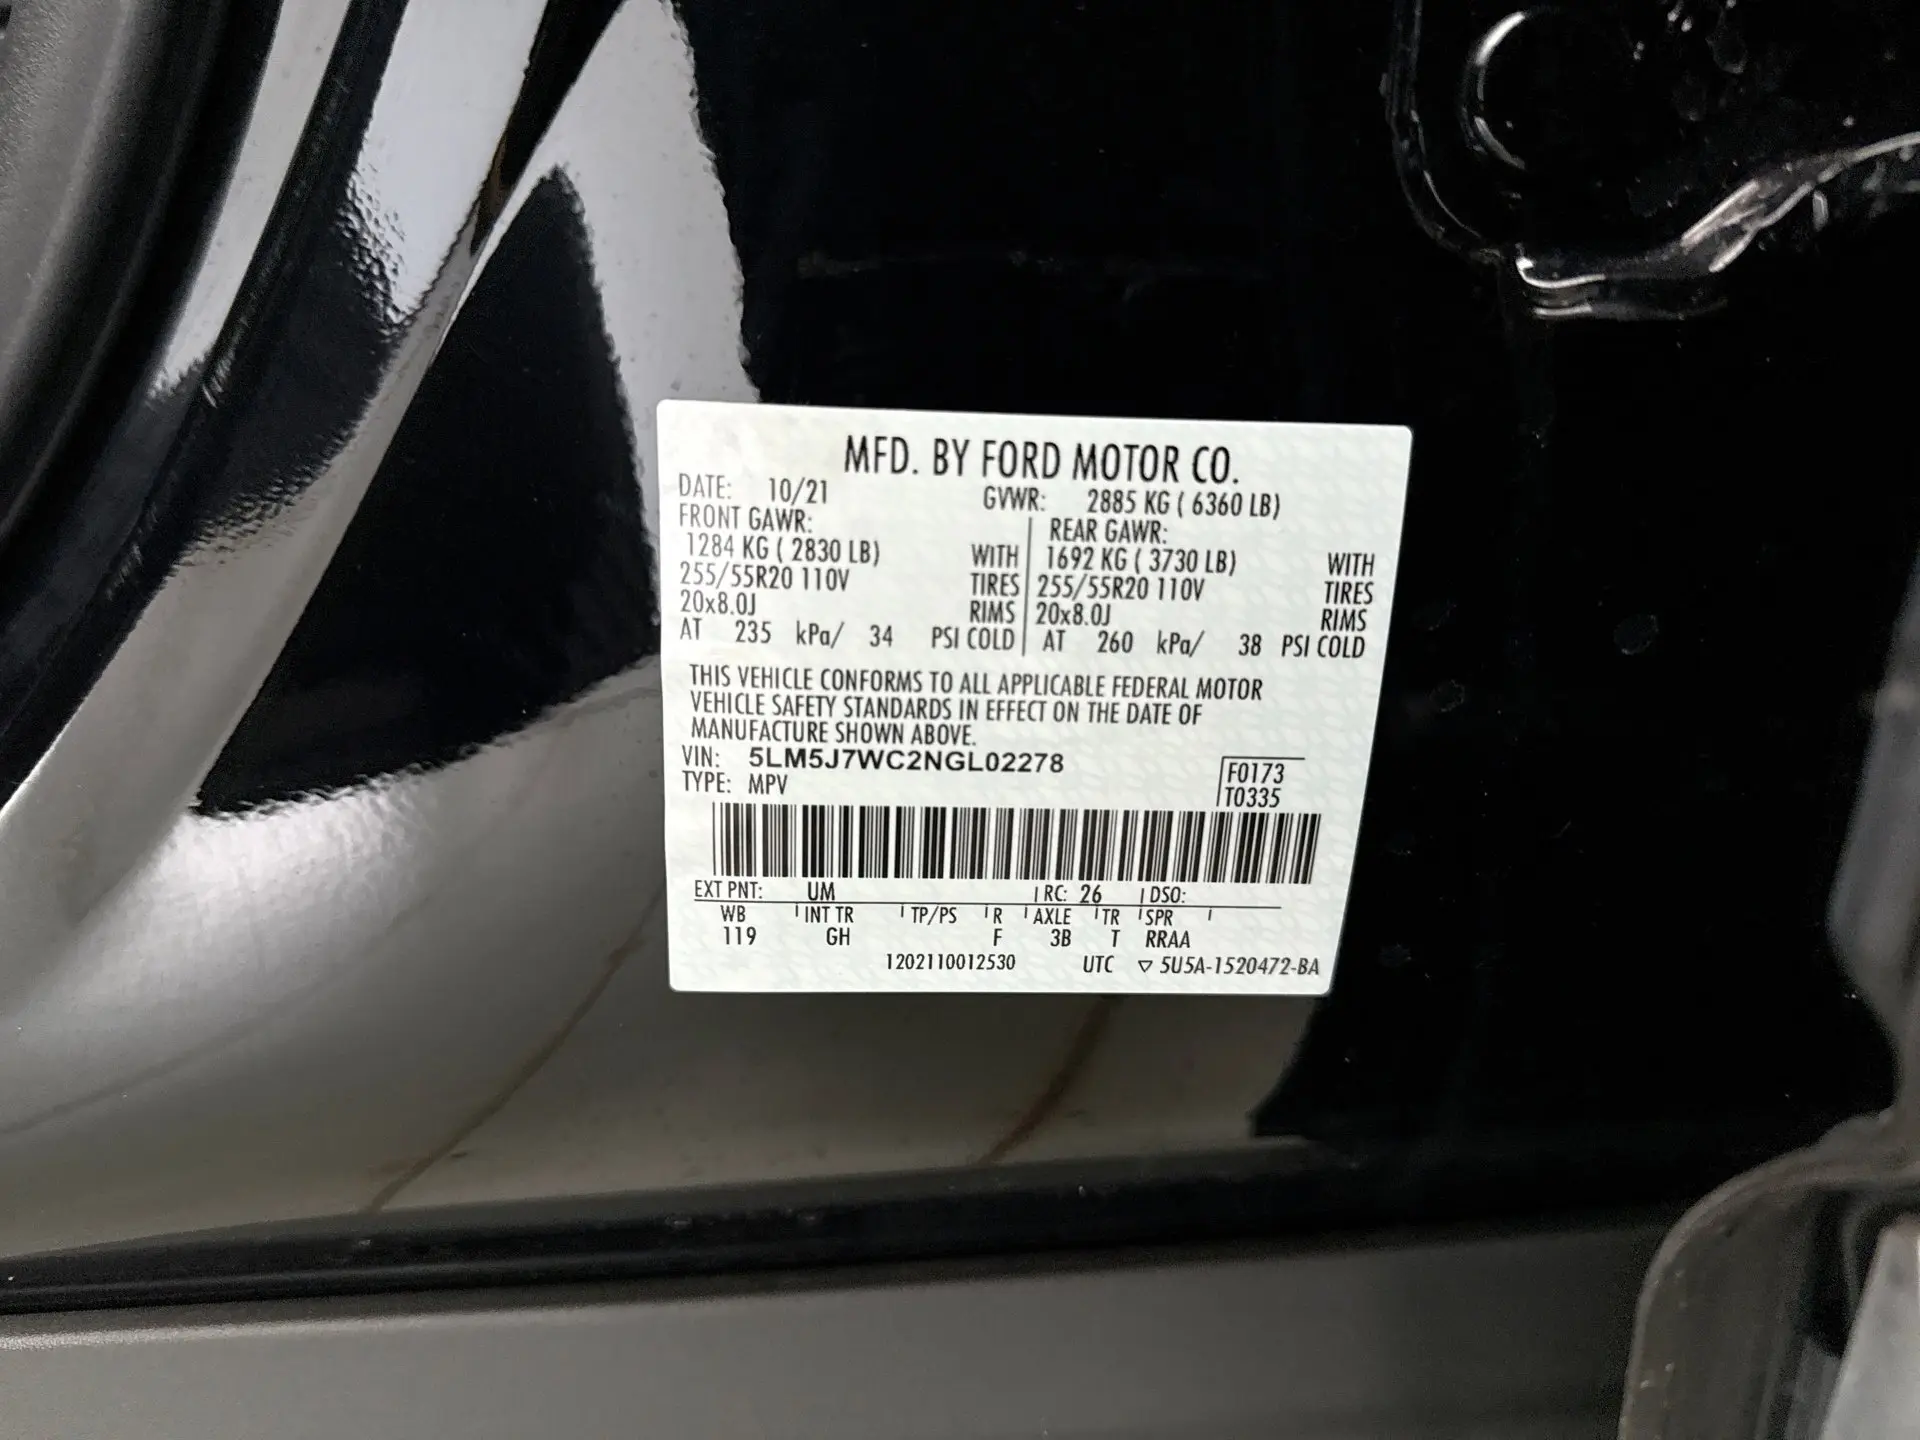 MFD. BY FORD MOTOR CO.
DATE: 10/21 GVWR: 2885 KG ( 6360 LB)
FRONT GAWR: REAR GAWR:
1284 KG ( 2830 LB) WITH 1692 KG ( 3730 LB) WITH
255/55R20 110V TIRES 255/55R20 110V TIRES
20x8.0J RIMS 20x8.0J RIMS
AT 235 kPa/ 34 PSI COLD AT 260 kPa/ 38 PSI COLD
THIS VEHICLE CONFORMS TO ALL APPLICABLE FEDERAL MOTOR
VEHICLE SAFETY STANDARDS IN EFFECT ON THE DATE OF
MANUFACTURE SHOWN ABOVE.
VIN: 5LM5J7WC2NGL02278 F0173
TYPE: MPV T0335
EXT PNT: UM RC: 26 DSO:
WB INT TR TP/PS R AXLE TR SPR
119 GH F 3B T RRAA
1202110012530 UTC ▽ 5U5A-1520472-BA